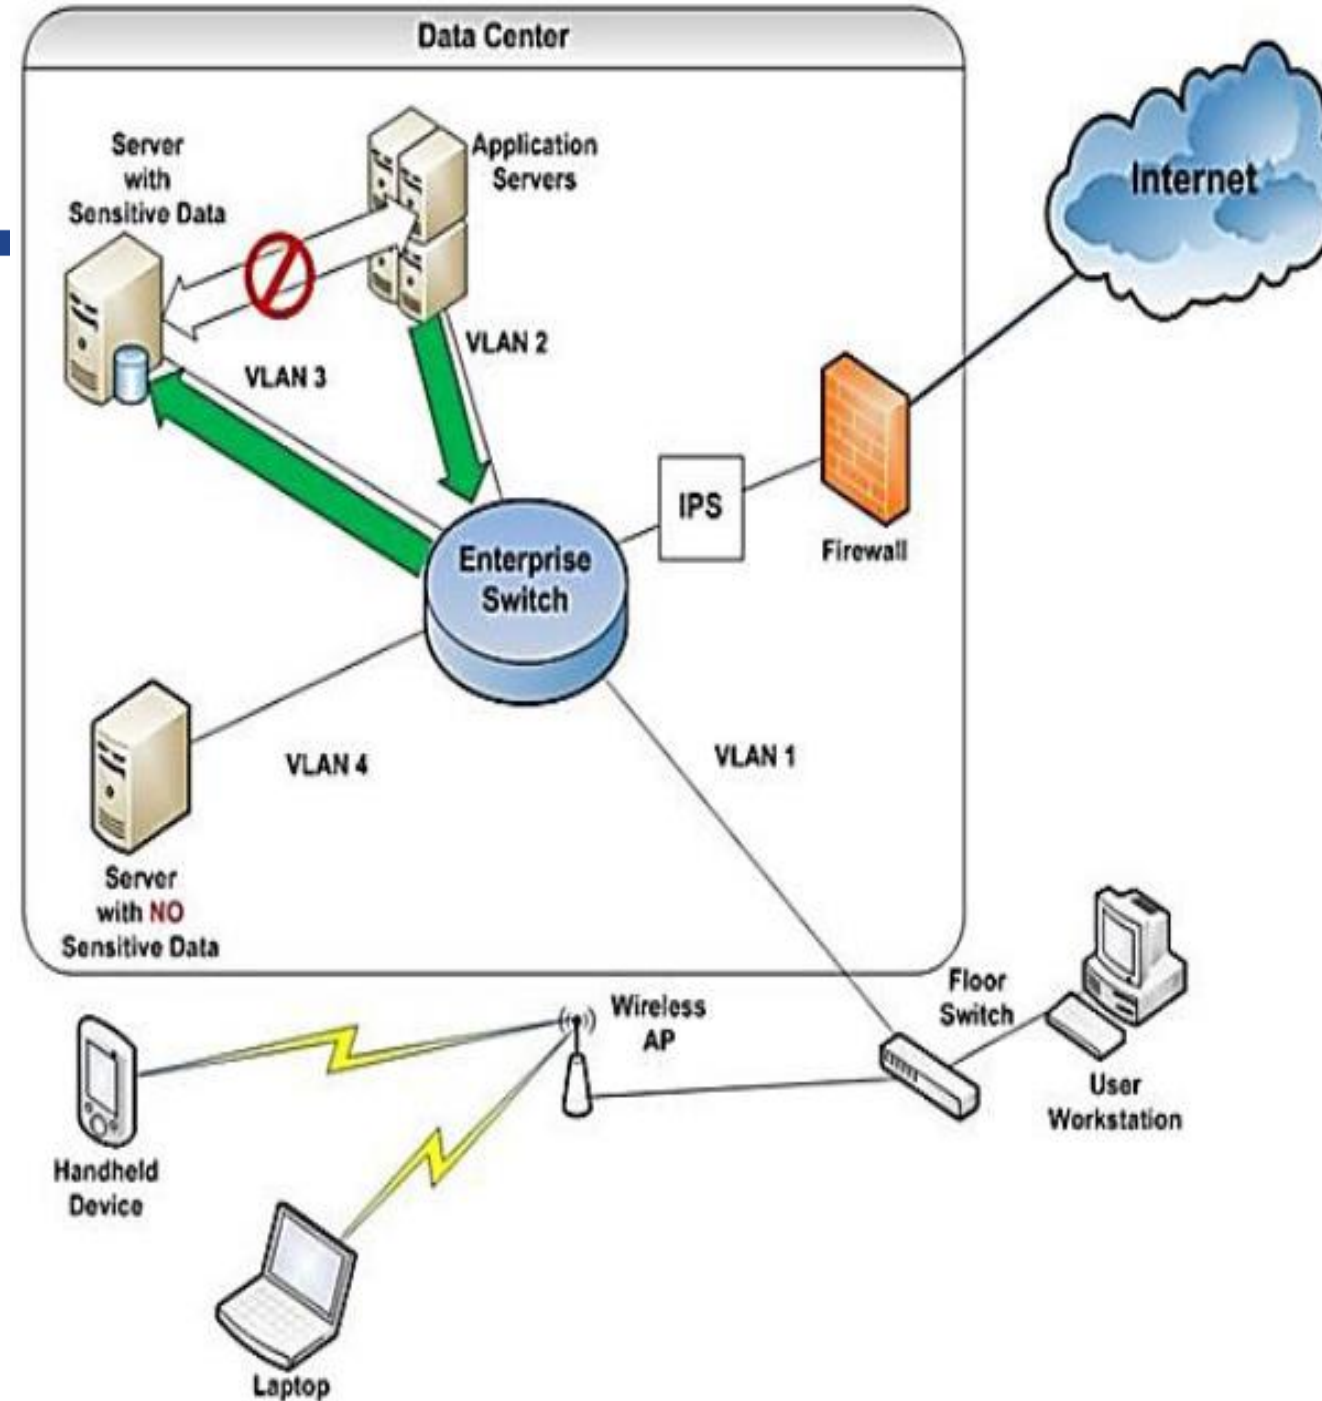 Data Center
Server
with
Sensitive Data
Application
Servers
Internet
VLAN 2
VLAN 3
IPS
Firewall
Enterprise
Switch
VLAN 4
VLAN 1
Server
with NO
Sensitive Data
Wireless
AP
Floor
Switch
User
Workstation
Handheld
Device
Laptop